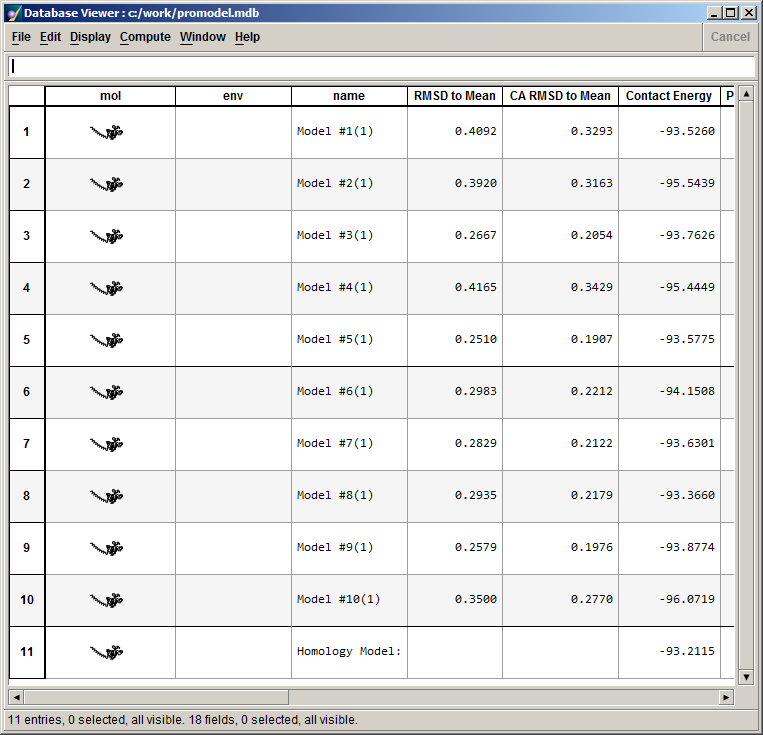 Database Viewer : c:/work/promodel.mdb
File Edit Display Compute Window Help Cancel
mol env name RMSD to Mean CA RMSD to Mean Contact Energy P
1 Model #1(1) 0.4092 0.3293 -93.5260
2 Model #2(1) 0.3920 0.3163 -95.5439
3 Model #3(1) 0.2667 0.2054 -93.7626
4 Model #4(1) 0.4165 0.3429 -95.4449
5 Model #5(1) 0.2510 0.1907 -93.5775
6 Model #6(1) 0.2983 0.2212 -94.1508
7 Model #7(1) 0.2829 0.2122 -93.6301
8 Model #8(1) 0.2935 0.2179 -93.3660
9 Model #9(1) 0.2579 0.1976 -93.8774
10 Model #10(1) 0.3500 0.2770 -96.0719
11 Homology Model: -93.2115
11 entries, 0 selected, all visible. 18 fields, 0 selected, all visible.